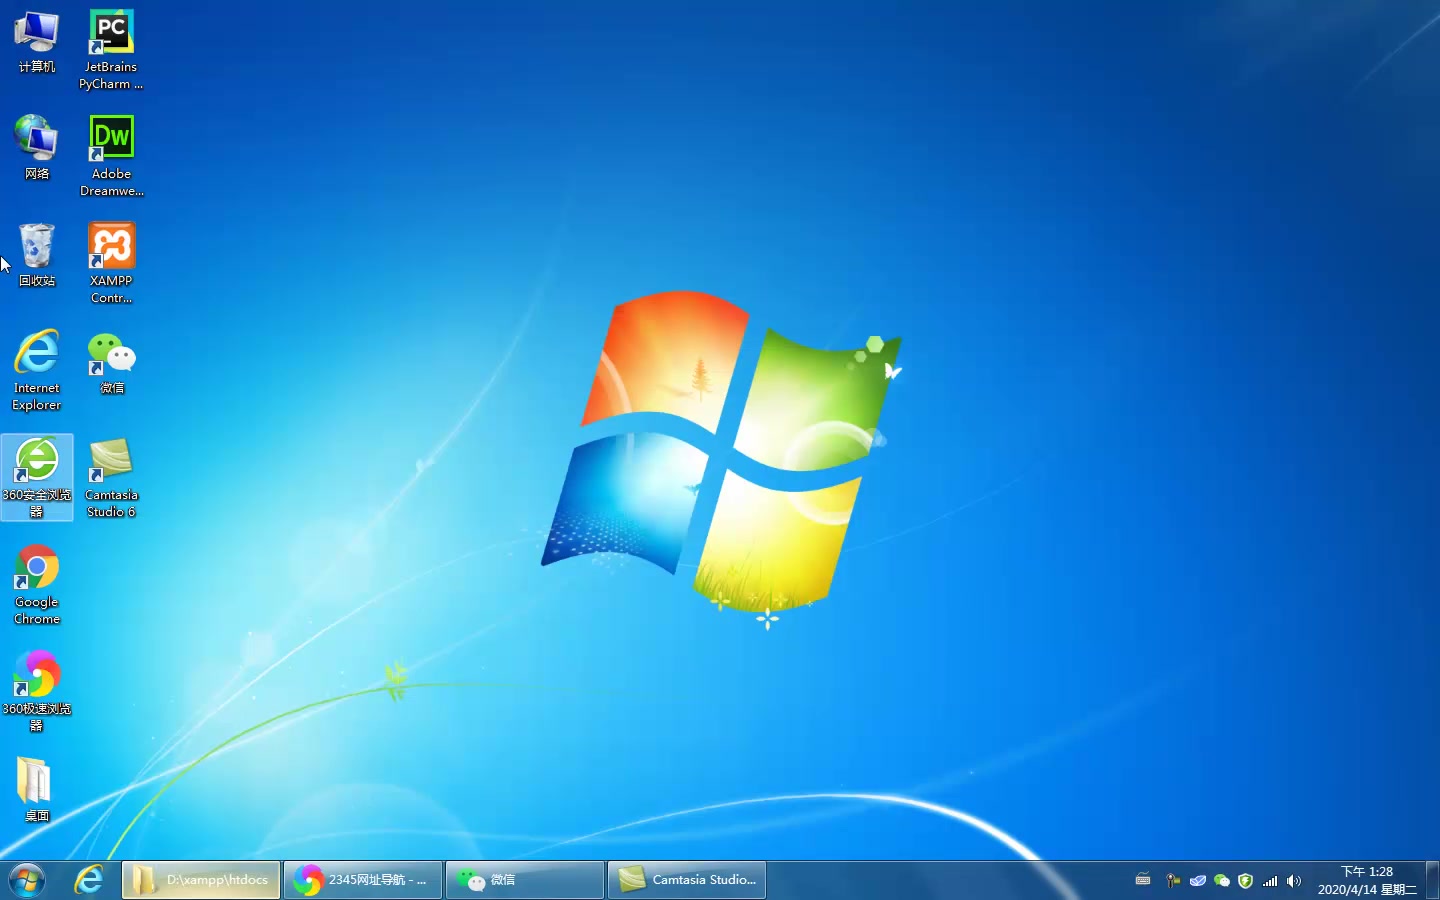 计算机
PC
JetBrains
PyCharm ...
网络
Dw
Adobe
Dreamwe...
回收站
XAMPP
Contr...
Internet
Explorer
微信
360安全浏览
器
Camtasia
Studio 6
Google
Chrome
360极速浏览
器
桌面
D:\xampp\htdocs
2345网址导航 - ...
微信
Camtasia Studio...
下午 1:28
2020/4/14 星期二